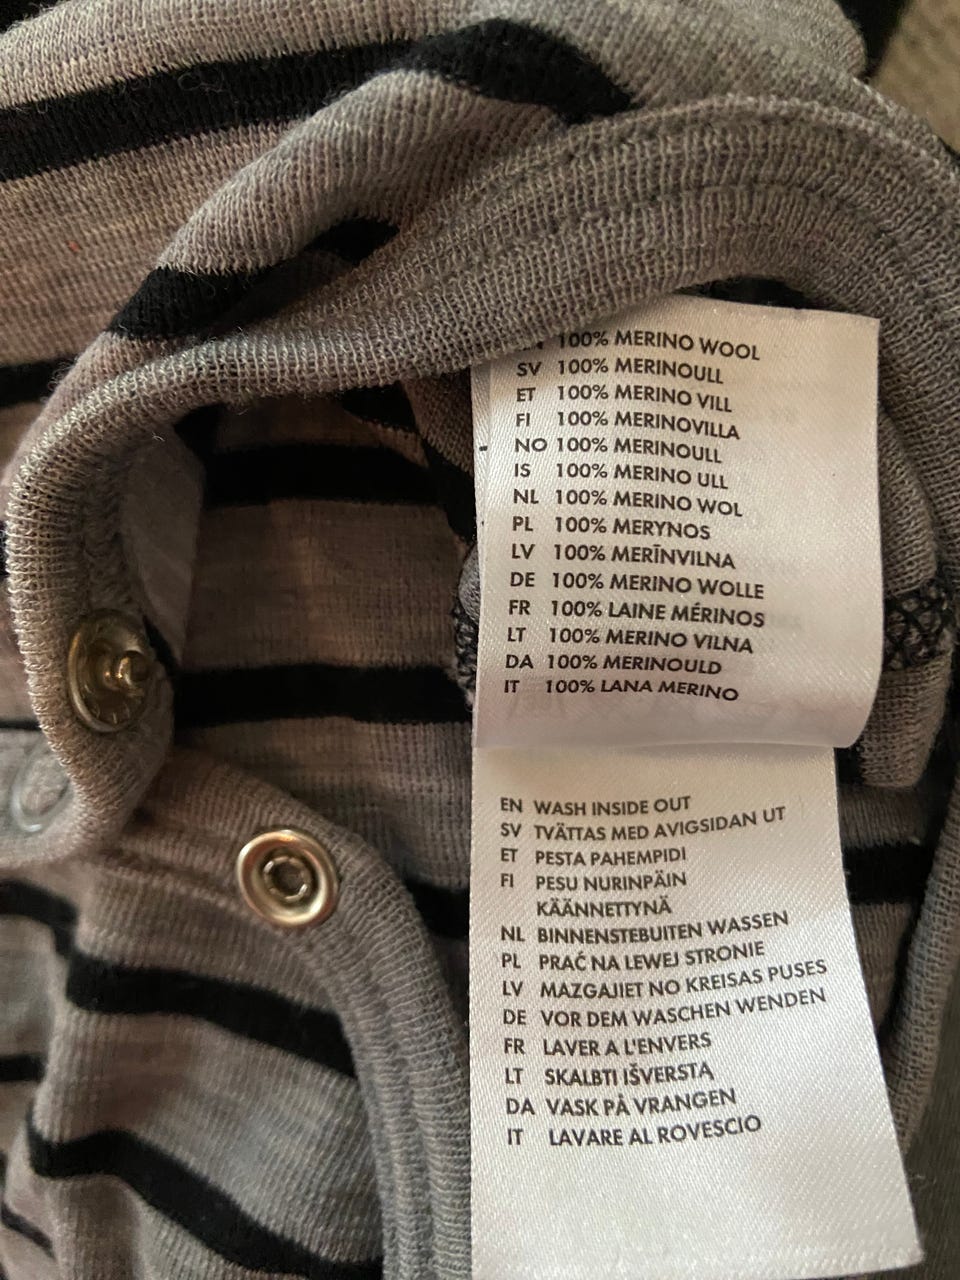 100% MERINO WOOL
SV 100% MERINOULL
ET 100% MERINO VILL
FI 100% MERINOVILLA
NO 100% MERINOULL
IS 100% MERINO ULL
NL 100% MERINO WOL
PL 100% MERYNOS
LV 100% MERĪNVILNA
DE 100% MERINO WOLLE
FR 100% LAINE MÉRINOS
LT 100% MERINO VILNA
DA 100% MERINOULD
IT 100% LANA MERINO
EN WASH INSIDE OUT
SV TVÄTTAS MED AVIGSIDAN UT
ET PESTA PAHEMPIDI
FI PESU NURINPÄIN
KÄÄNNETTYNÄ
NL BINNENSTEBUITEN WASSEN
PL PRAĆ NA LEWEJ STRONIE
LV MAZGAJIET NO KREISAS PUSES
DE VOR DEM WASCHEN WENDEN
FR LAVER A L'ENVERS
LT SKALBTI IŠVERSTĄ
DA VASK PÅ VRANGEN
IT LAVARE AL ROVESCIO